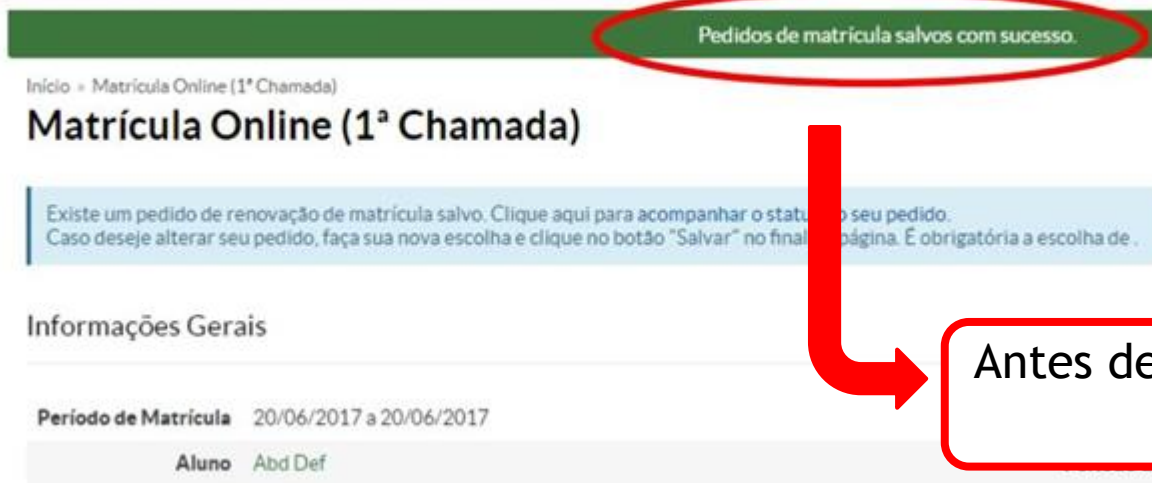 Pedidos de matrícula salvos com sucesso.
Início » Matrícula Online (1ª Chamada)
Matrícula Online (1ª Chamada)
Existe um pedido de renovação de matrícula salvo. Clique aqui para acompanhar o statu o seu pedido.
Caso deseje alterar seu pedido, faça sua nova escolha e clique no botão "Salvar" no final página. É obrigatória a escolha de .
Informações Gerais
Antes de
Período de Matrícula 20/06/2017 a 20/06/2017
Aluno Abd Def